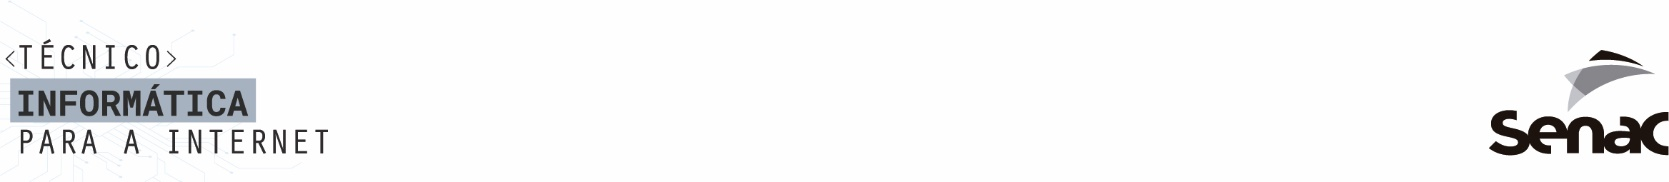 <TÉCNICO>
INFORMÁTICA
PARA A INTERNET
Senac